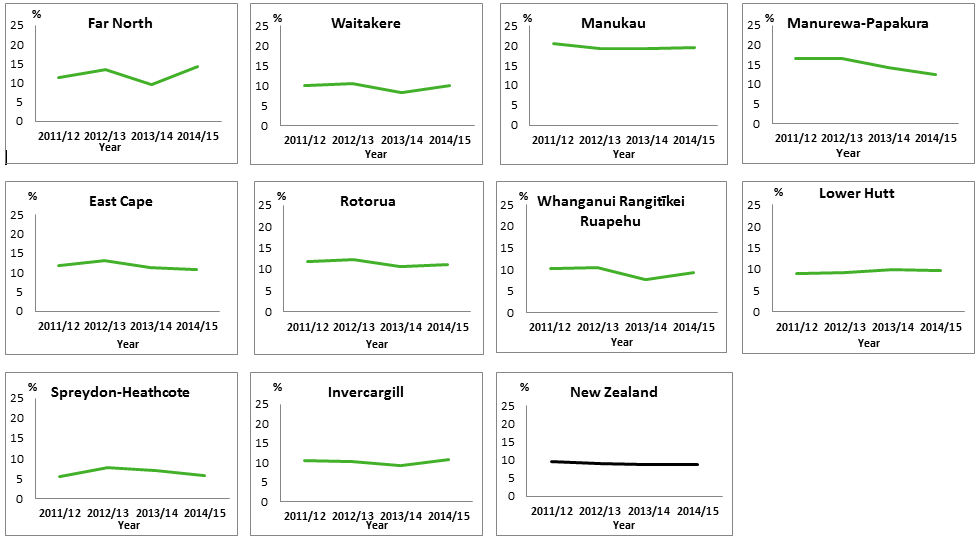 Far North
%
25
20
15
10
5
0
2011/12 2012/13 2013/14 2014/15
Year
Waitakere
%
25
20
15
10
5
0
2011/12 2012/13 2013/14 2014/15
Year
Manukau
%
25
20
15
10
5
0
2011/12 2012/13 2013/14 2014/15
Year
Manurewa-Papakura
%
25
20
15
10
5
0
2011/12 2012/13 2013/14 2014/15
Year
East Cape
%
25
20
15
10
5
0
2011/12 2012/13 2013/14 2014/15
Year
Rotorua
%
25
20
15
10
5
0
2011/12 2012/13 2013/14 2014/15
Year
Whanganui Rangitīkei
Ruapehu
%
25
20
15
10
5
0
2011/12 2012/13 2013/14 2014/15
Year
Lower Hutt
%
25
20
15
10
5
0
2011/12 2012/13 2013/14 2014/15
Year
Spreydon-Heathcote
%
25
20
15
10
5
0
2011/12 2012/13 2013/14 2014/15
Year
Invercargill
%
25
20
15
10
5
0
2011/12 2012/13 2013/14 2014/15
Year
New Zealand
%
25
20
15
10
5
0
2011/12 2012/13 2013/14 2014/15
Year